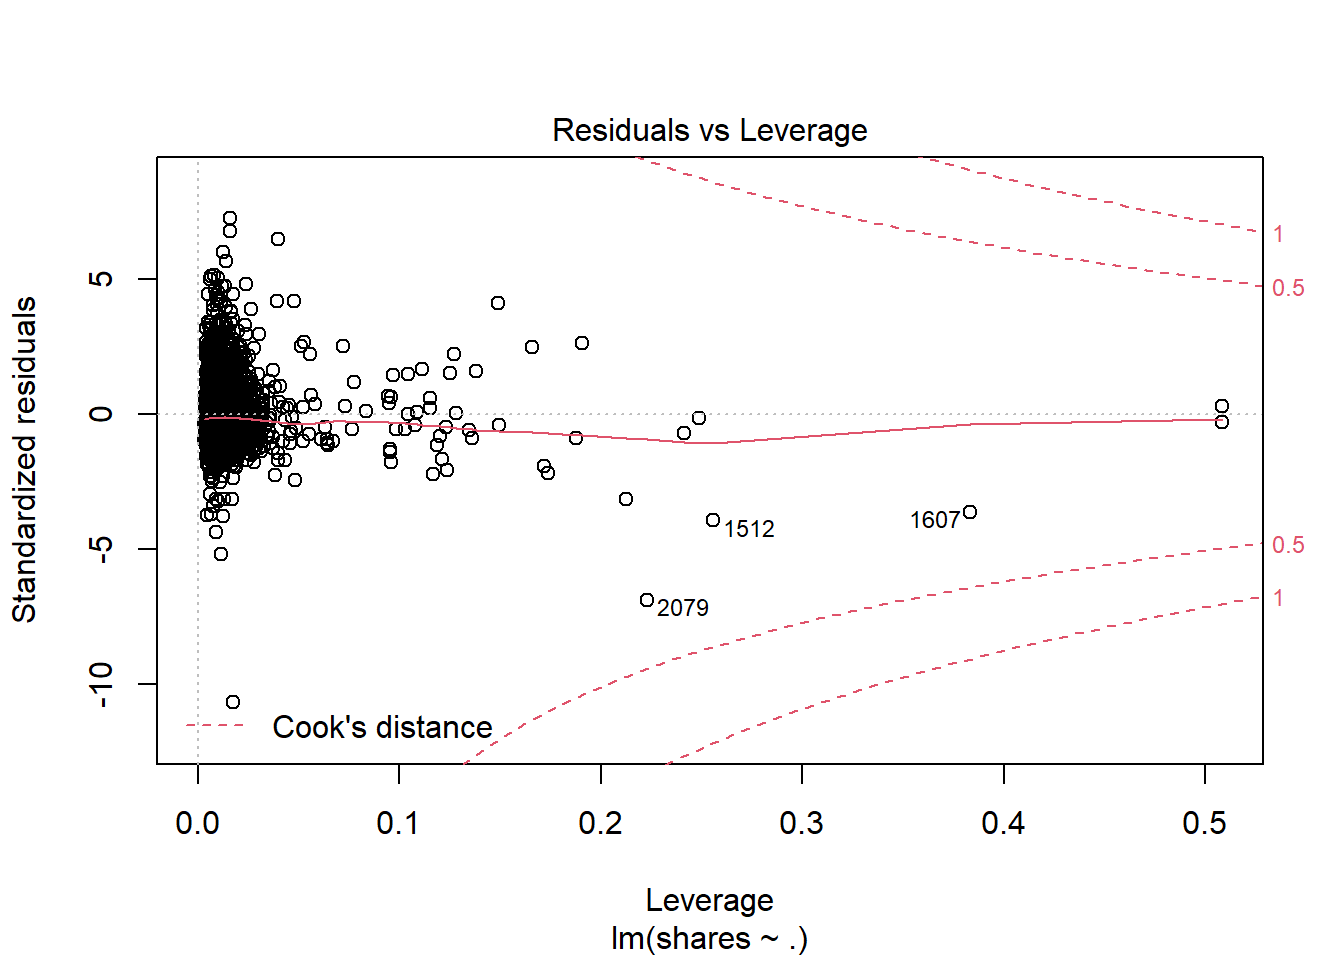 Residuals vs Leverage
Standardized residuals
5
0
-5
-10
1
0.5
0.5
1
1512
1607
2079
Cook's distance
0.0 0.1 0.2 0.3 0.4 0.5
Leverage
lm(shares ~ .)